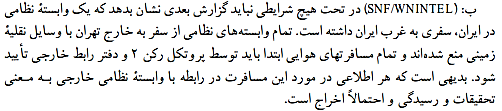 ب: (SNF/WNINTEL) در تحت هیچ شرایطی نباید گزارش بعدی نشان بدهد که یک وابستهٔ نظامی
در ایران، سفری به غرب ایران داشته است. تمام وابسته‌های نظامی از سفر به خارج تهران با وسایل نقلیهٔ
زمینی منع شده‌اند و تمام مسافرتهای هوایی ابتدا باید توسط پروتکل رکن ۲ و دفتر رابط خارجی تأیید
شود. بدیهی است که هر اطلاعی در مورد این مسافرت در رابطه با وابستهٔ نظامی خارجی به معنی
تحقیقات و رسیدگی و احتمالاً اخراج است.